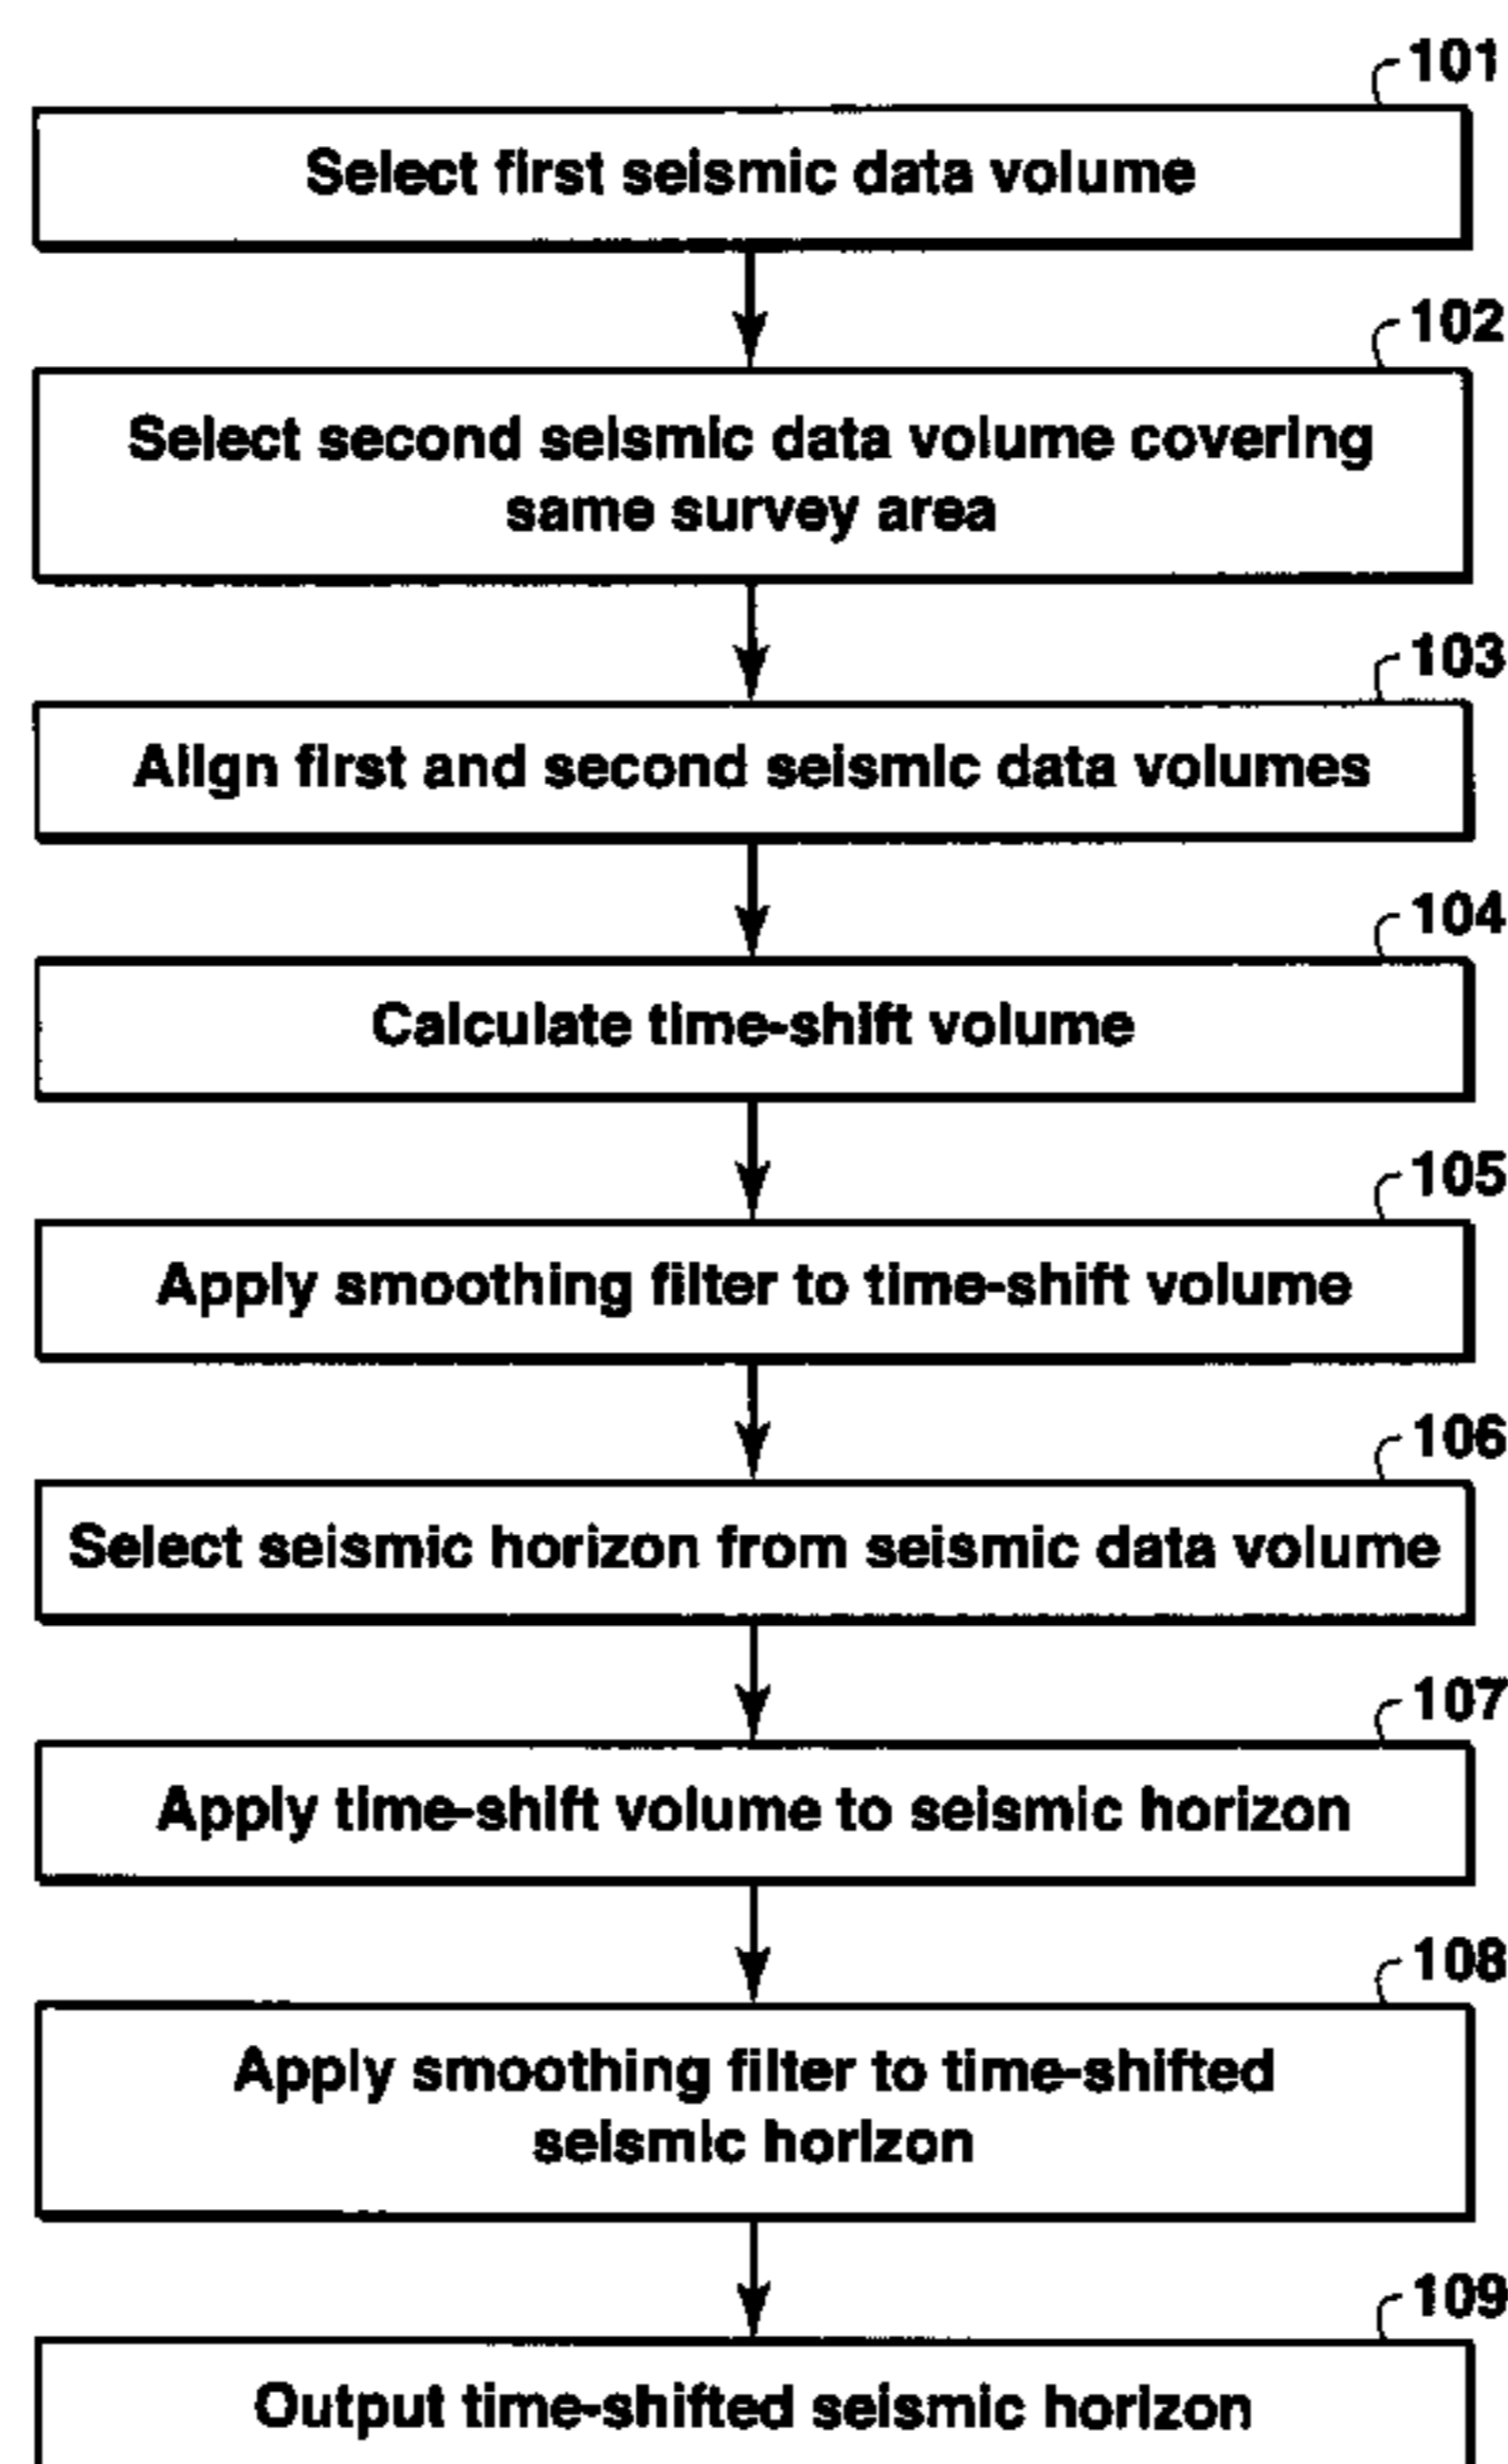 101
Select first seismic data volume
102
Select second seismic data volume covering
same survey area
103
Align first and second seismic data volumes
104
Calculate time-shift volume
105
Apply smoothing filter to time-shift volume
106
Select seismic horizon from seismic data volume
107
Apply time-shift volume to seismic horizon
108
Apply smoothing filter to time-shifted
seismic horizon
109
Output time-shifted seismic horizon